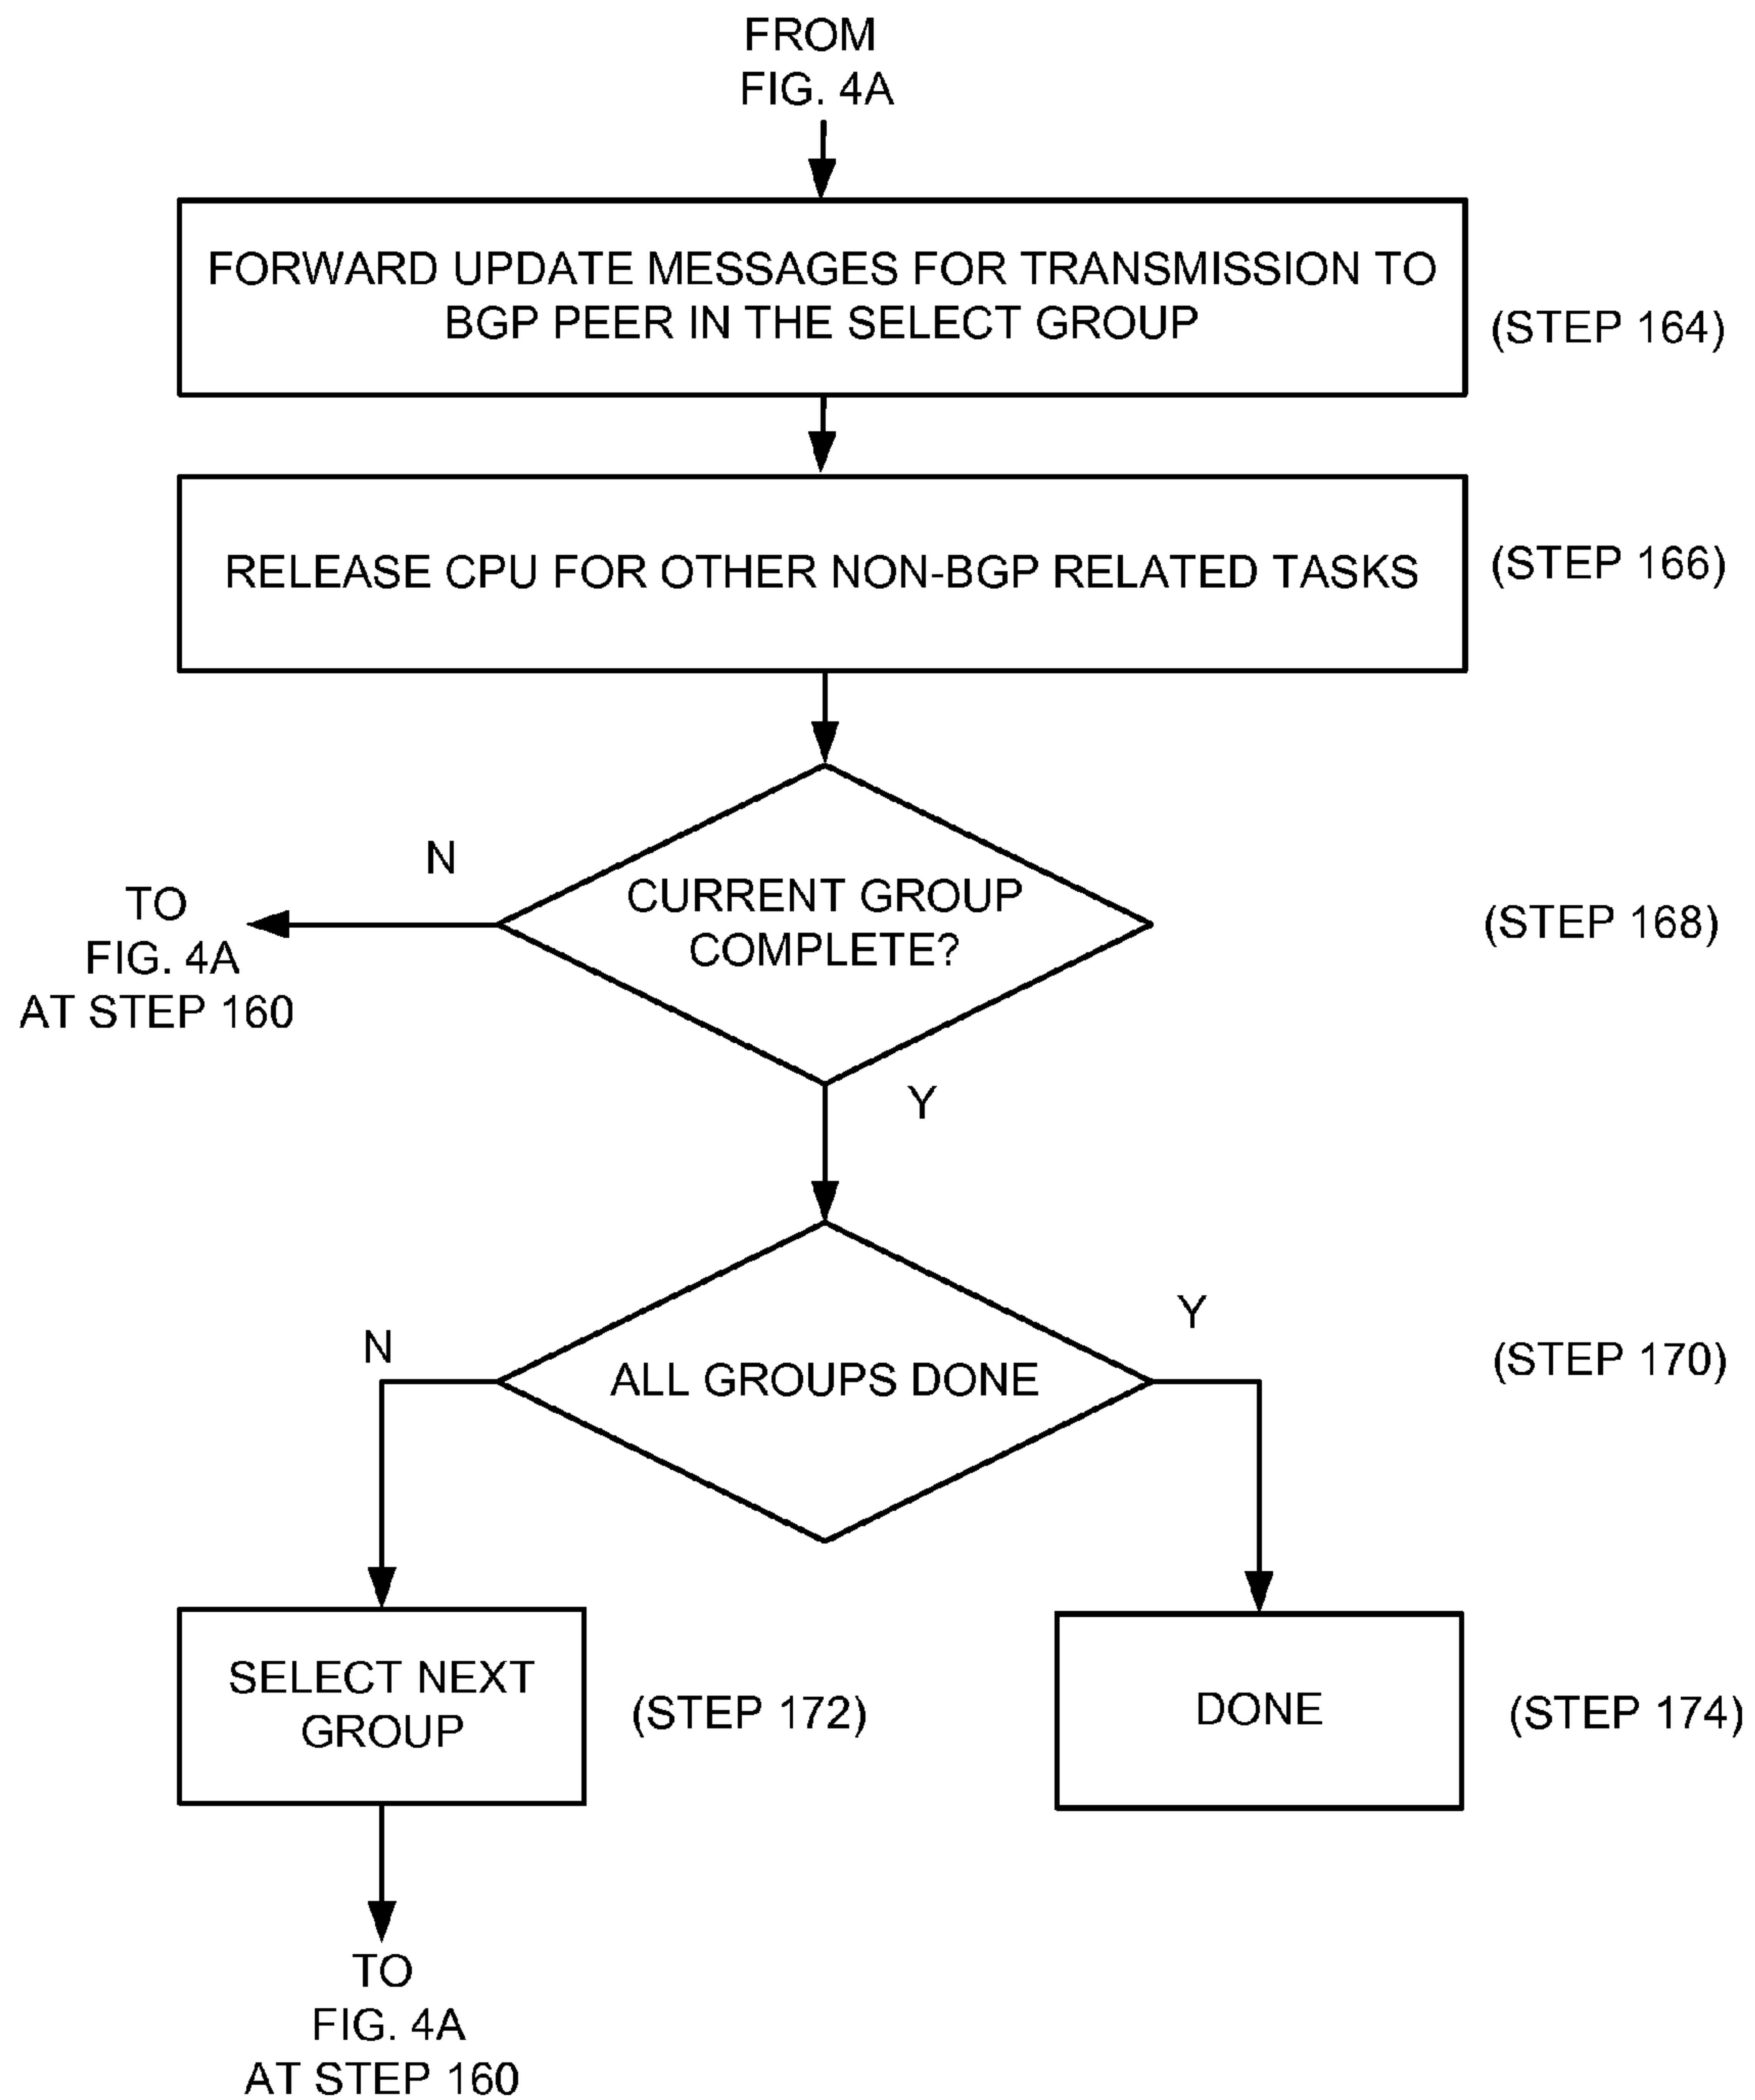 FROM
FIG. 4A
FORWARD UPDATE MESSAGES FOR TRANSMISSION TO
BGP PEER IN THE SELECT GROUP
(STEP 164)
RELEASE CPU FOR OTHER NON-BGP RELATED TASKS
(STEP 166)
N
TO
FIG. 4A
AT STEP 160
CURRENT GROUP
COMPLETE?
(STEP 168)
Y
N
ALL GROUPS DONE
Y
(STEP 170)
SELECT NEXT
GROUP
(STEP 172)
DONE
(STEP 174)
TO
FIG. 4A
AT STEP 160